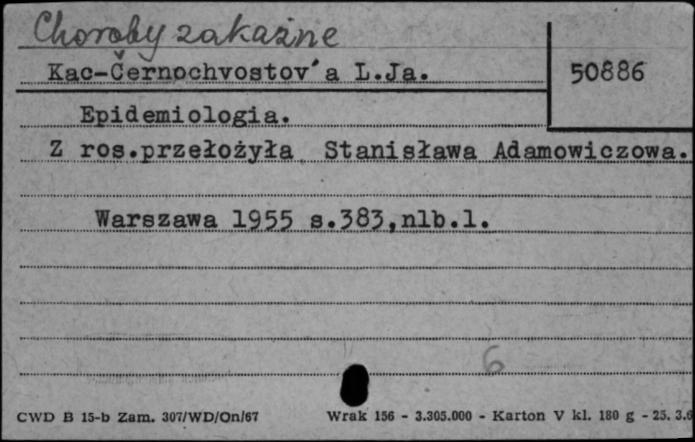 Choroby zakaźne
Kac-Černochvostov'a L.Ja.
50886
Epidemiologia.
Z ros.przełożyła Stanisława Adamowiczowa.
Warszawa 1955 s.383,nlb.1.
6
CWD B 15-b Zam. 307/WD/Qn/67 Wrak 156 - 3.305.000 - Karton V kl. 180 g - 25. 3.6